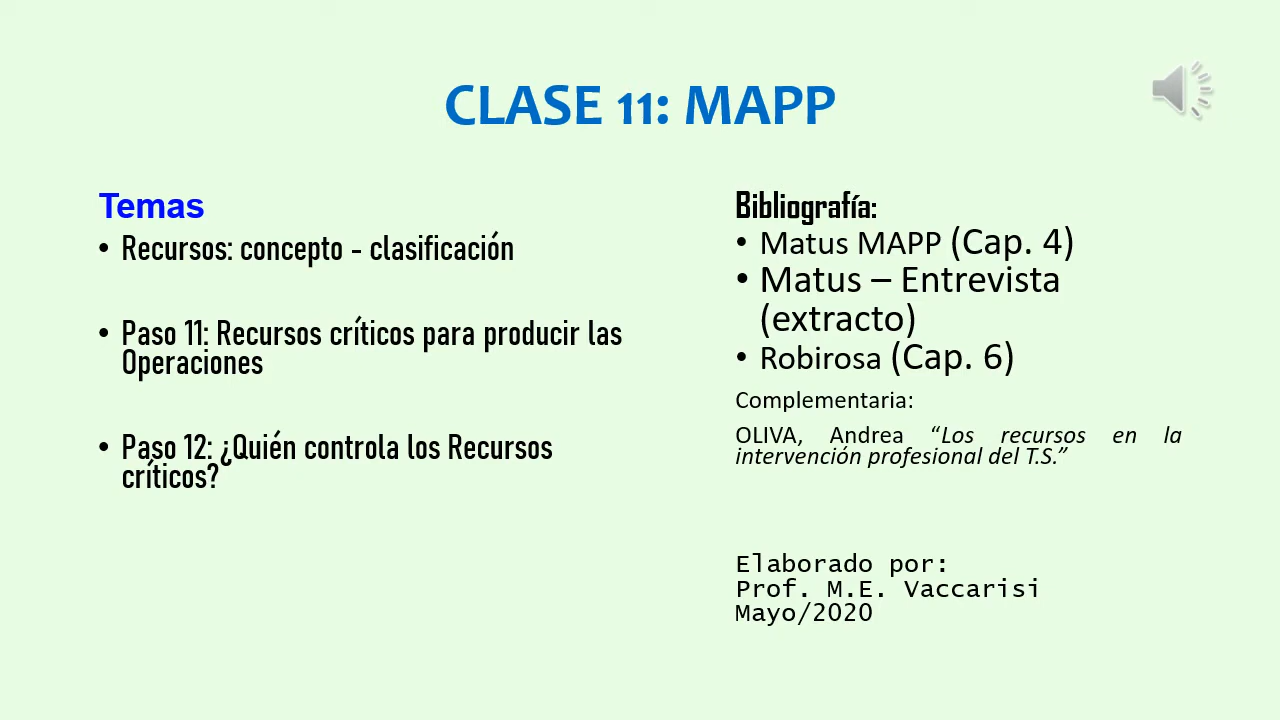 CLASE 11: MAPP
Temas
• Recursos: concepto - clasificación
• Paso 11: Recursos críticos para producir las
Operaciones
• Paso 12: ¿Quién controla los Recursos
críticos?
Bibliografía:
• Matus MAPP (Cap. 4)
• Matus – Entrevista
(extracto)
• Robirosa (Cap. 6)
Complementaria:
OLIVA, Andrea “Los recursos en la
intervención profesional del T.S.”
Elaborado por:
Prof. M.E. Vaccarisi
Mayo/2020